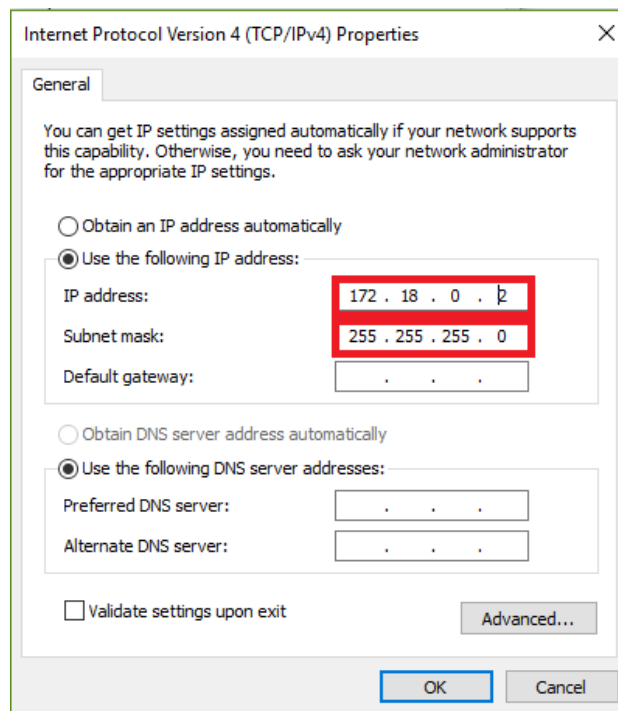 Internet Protocol Version 4 (TCP/IPv4) Properties
General
You can get IP settings assigned automatically if your network supports
this capability. Otherwise, you need to ask your network administrator
for the appropriate IP settings.
Obtain an IP address automatically
Use the following IP address:
IP address: 172 . 18 . 0 . 2
Subnet mask: 255 . 255 . 255 . 0
Default gateway: . . .
Obtain DNS server address automatically
Use the following DNS server addresses:
Preferred DNS server: . . .
Alternate DNS server: . . .
Validate settings upon exit
Advanced...
OK Cancel